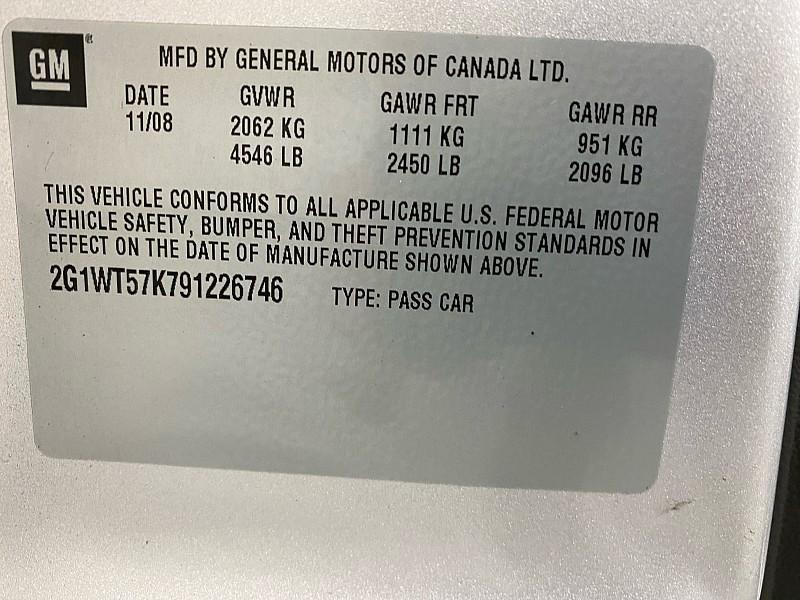 GM
MFD BY GENERAL MOTORS OF CANADA LTD.
DATE GVWR GAWR FRT GAWR RR
11/08 2062 KG 1111 KG 951 KG
4546 LB 2450 LB 2096 LB
THIS VEHICLE CONFORMS TO ALL APPLICABLE U.S. FEDERAL MOTOR
VEHICLE SAFETY, BUMPER, AND THEFT PREVENTION STANDARDS IN
EFFECT ON THE DATE OF MANUFACTURE SHOWN ABOVE.
2G1WT57K791226746 TYPE: PASS CAR